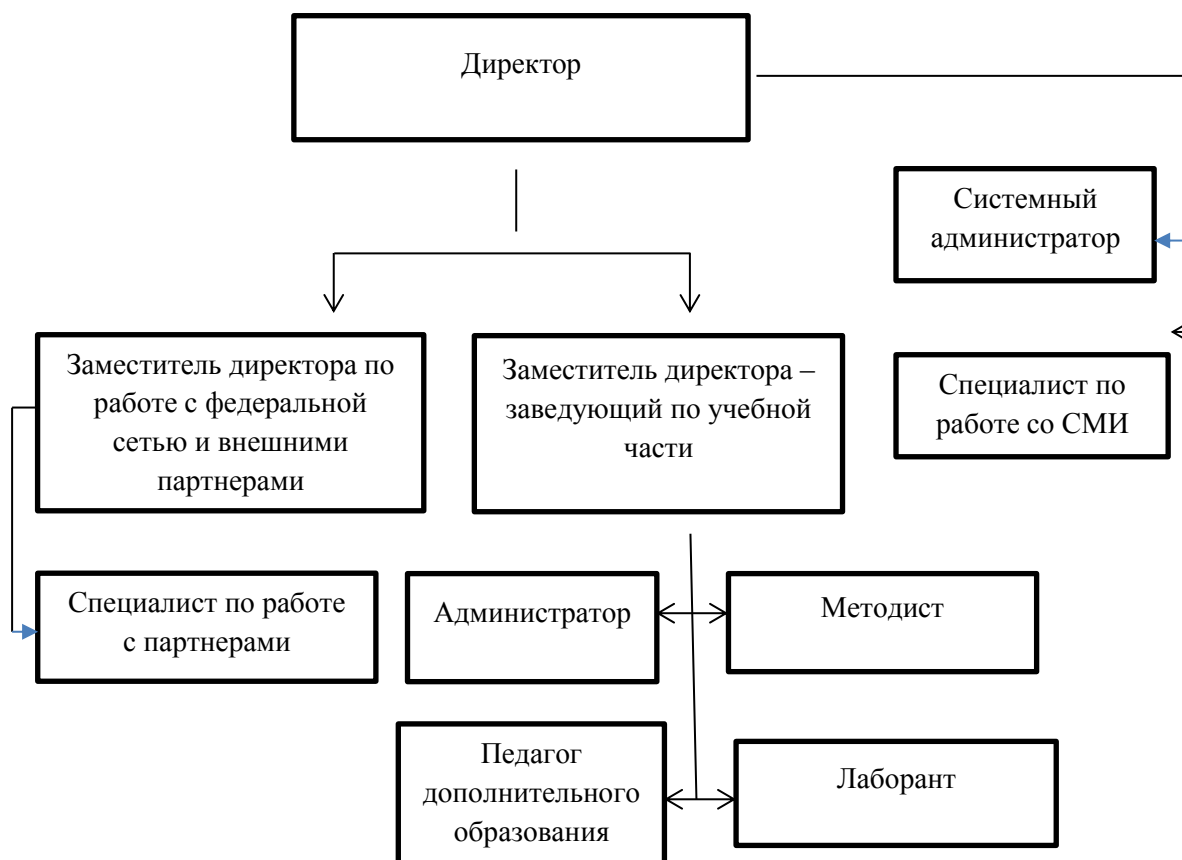 Директор
Системный
администратор
Заместитель директора по
работе с федеральной
сетью и внешними
партнерами
Заместитель директора –
заведующий по учебной
части
Специалист по
работе со СМИ
Специалист по работе
с партнерами
Администратор
Методист
Педагог
дополнительного
образования
Лаборант